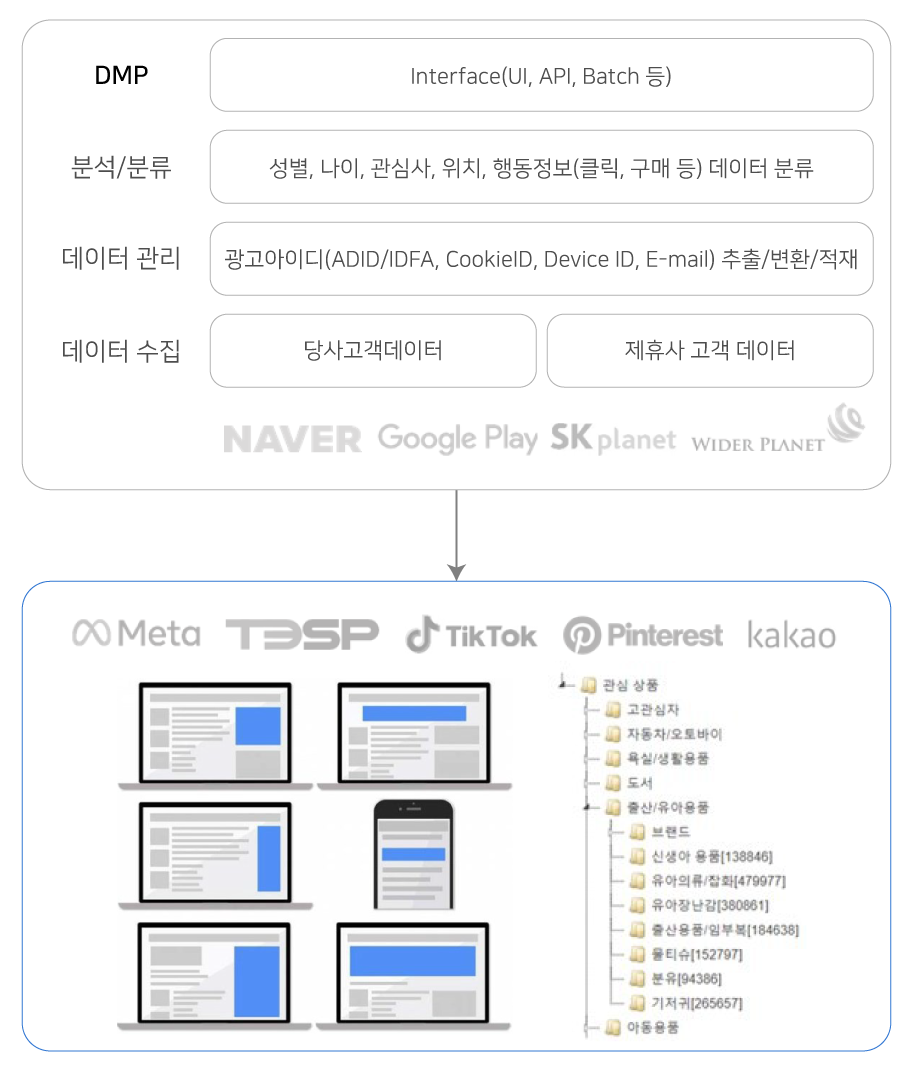 DMP
Interface(UI, API, Batch 등)
분석/분류
성별, 나이, 관심사, 위치, 행동정보(클릭, 구매 등) 데이터 분류
데이터 관리
광고아이디(ADID/IDFA, CookieID, Device ID, E-mail) 추출/변환/적재
데이터 수집
당사고객데이터
제휴사 고객 데이터
NAVER
Google Play
SK planet
WIDER PLANET
Meta
T3SP
TikTok
Pinterest
kakao
관심 상품
고관심자
자동차/오토바이
욕실/생활용품
도서
출산/유아용품
브랜드
신생아 용품[138846]
유아의류/잡화[479977]
유아장난감[380861]
출산용품/임부복[184638]
물티슈[152797]
분유[94386]
기저귀[265657]
아동용품